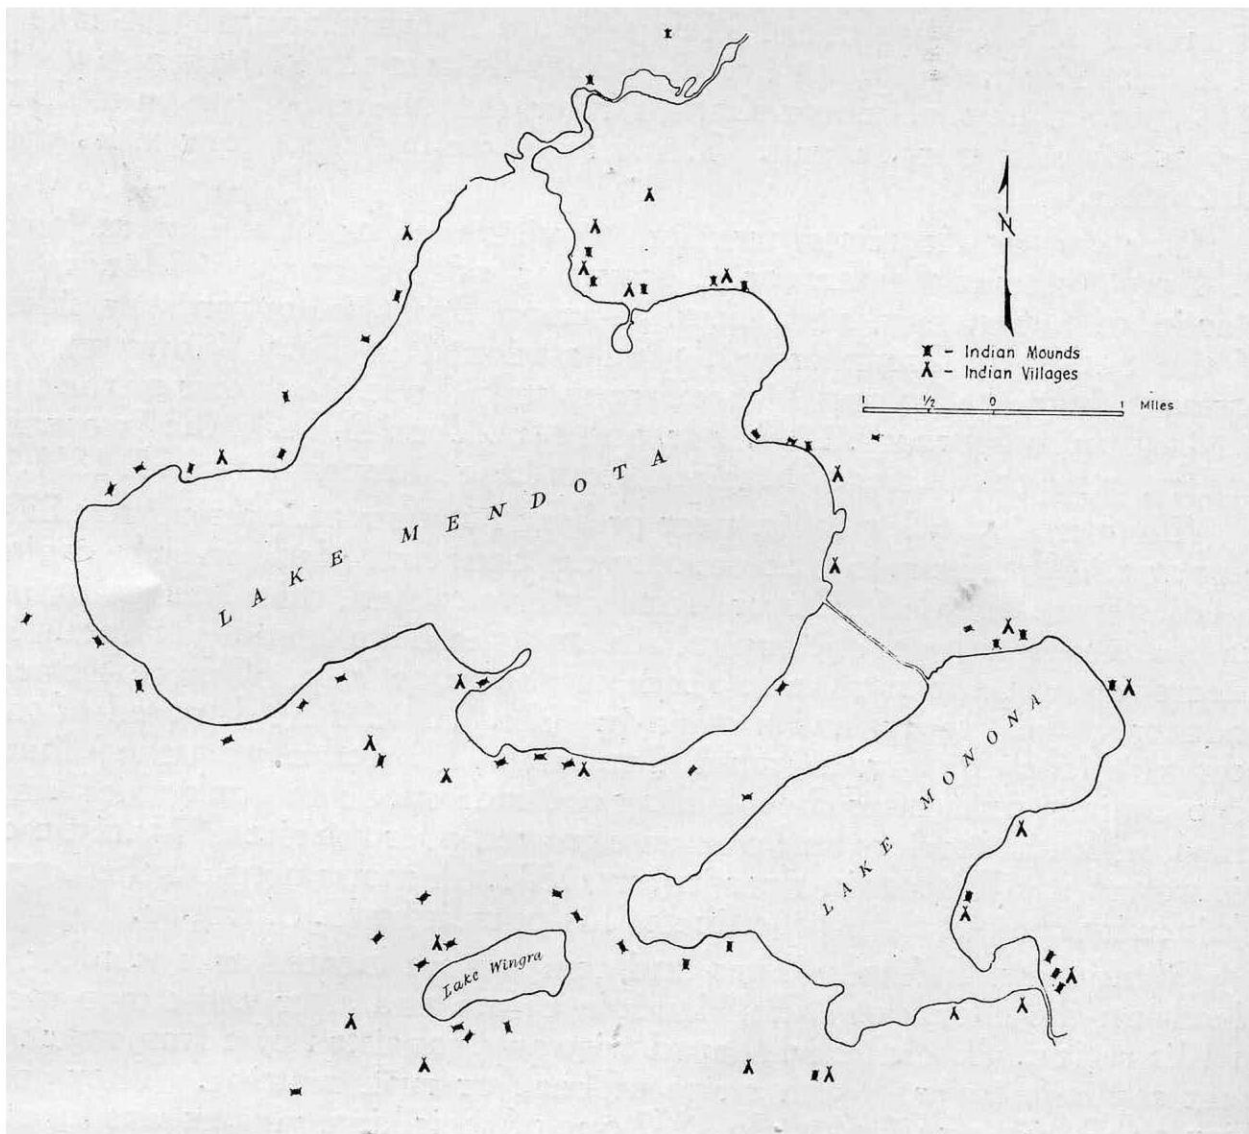 N
⧗ - Indian Mounds
⋏ - Indian Villages
1 ½ 0 1 Miles
LAKE MENDOTA
LAKE MONONA
Lake Wingra